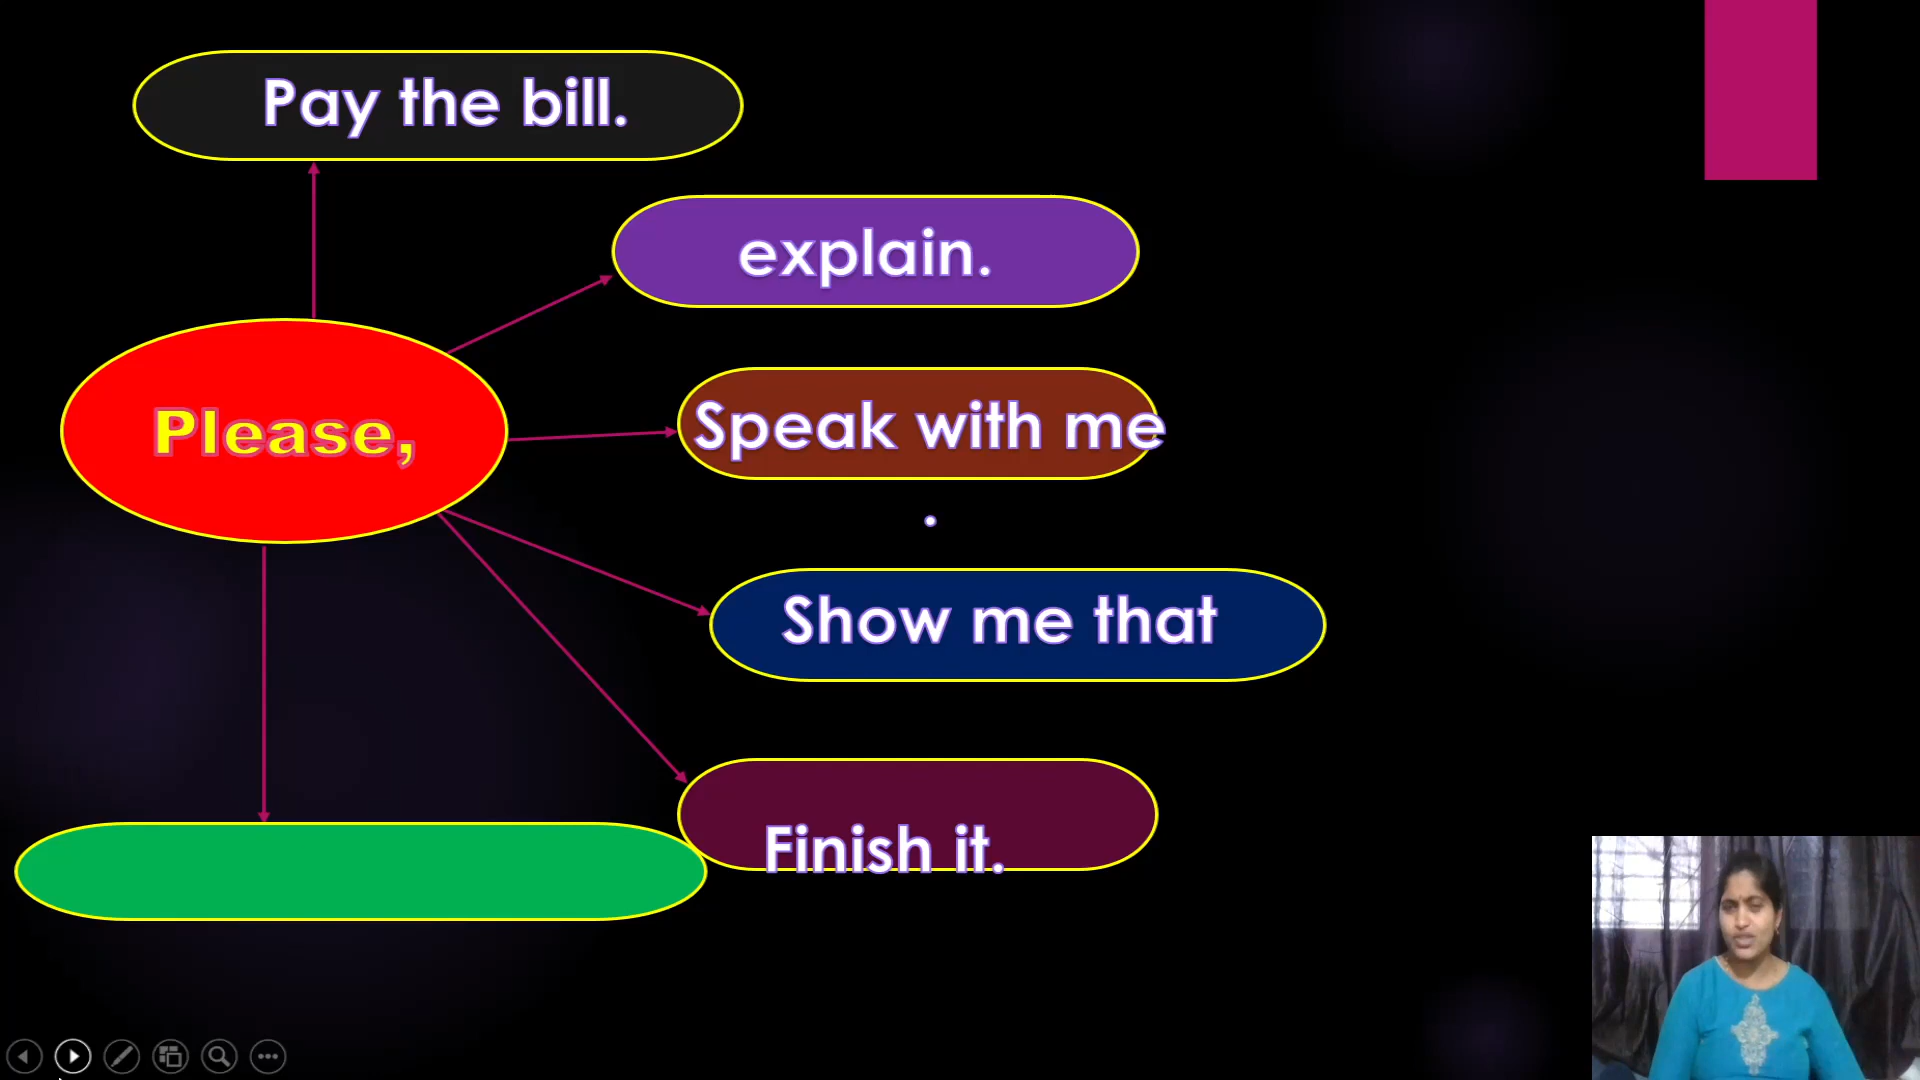 Pay the bill.
explain.
Please,
Speak with me
.
Show me that
Finish it.